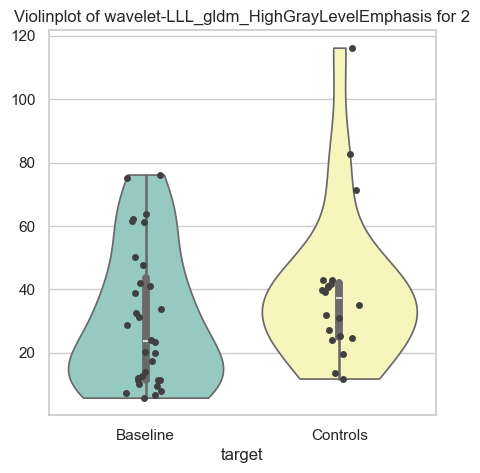 Violinplot of wavelet-LLL_gldm_HighGrayLevelEmphasis for 2
120
100
80
60
40
20
Baseline
Controls
target